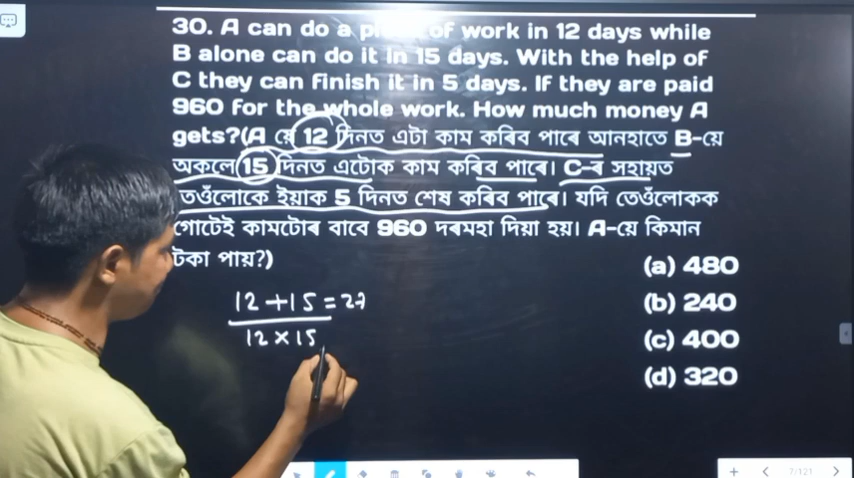 30. A can do a of work in 12 days while
B alone can do it in 15 days. With the help of
C they can finish it in 5 days. If they are paid
960 for the whole work. How much money A
gets?(A য়ে 12 দিনত এটা কাম কৰিব পাৰে আনহাতে B-য়ে
অকলে 15 দিনত এটোক কাম কৰিব পাৰে। C-ৰ সহায়ত
তওঁলোকে ইয়াক 5 দিনত শেষ কৰিব পাৰে। যদি তেওঁলোকক
গোটেই কামটোৰ বাবে 960 দৰমহা দিয়া হয়। A-য়ে কিমান
টকা পায়?)
(a) 480
(b) 240
(c) 400
(d) 320
12 + 15 = 27
12 × 15
7/121